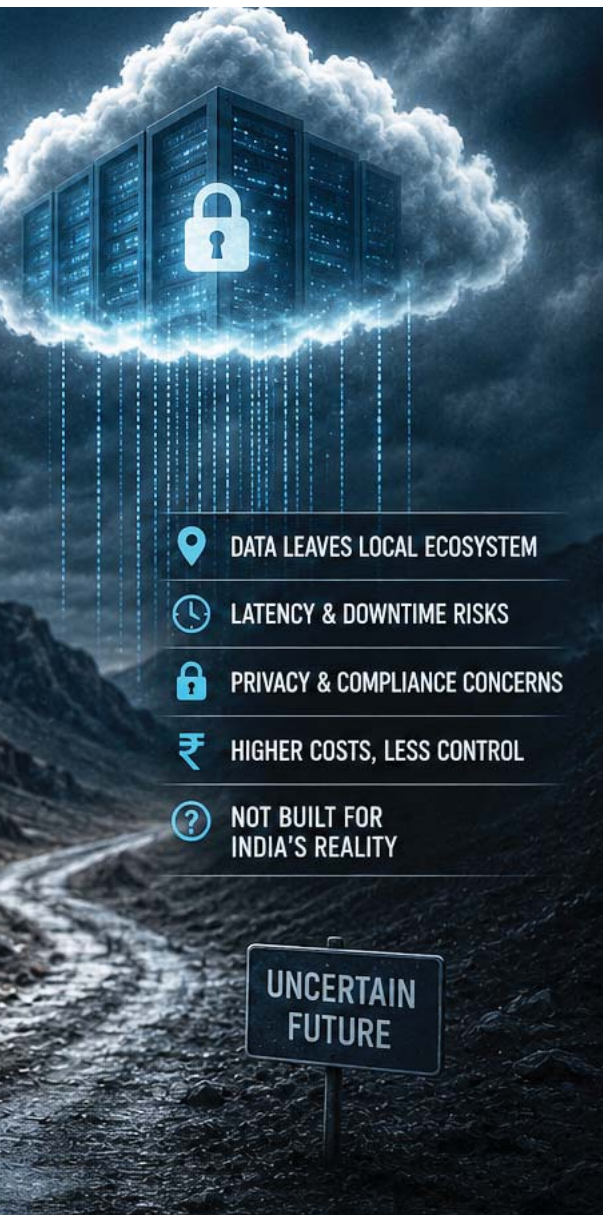 DATA LEAVES LOCAL ECOSYSTEM
LATENCY & DOWNTIME RISKS
PRIVACY & COMPLIANCE CONCERNS
₹ HIGHER COSTS, LESS CONTROL
? NOT BUILT FOR
INDIA'S REALITY
UNCERTAIN
FUTURE